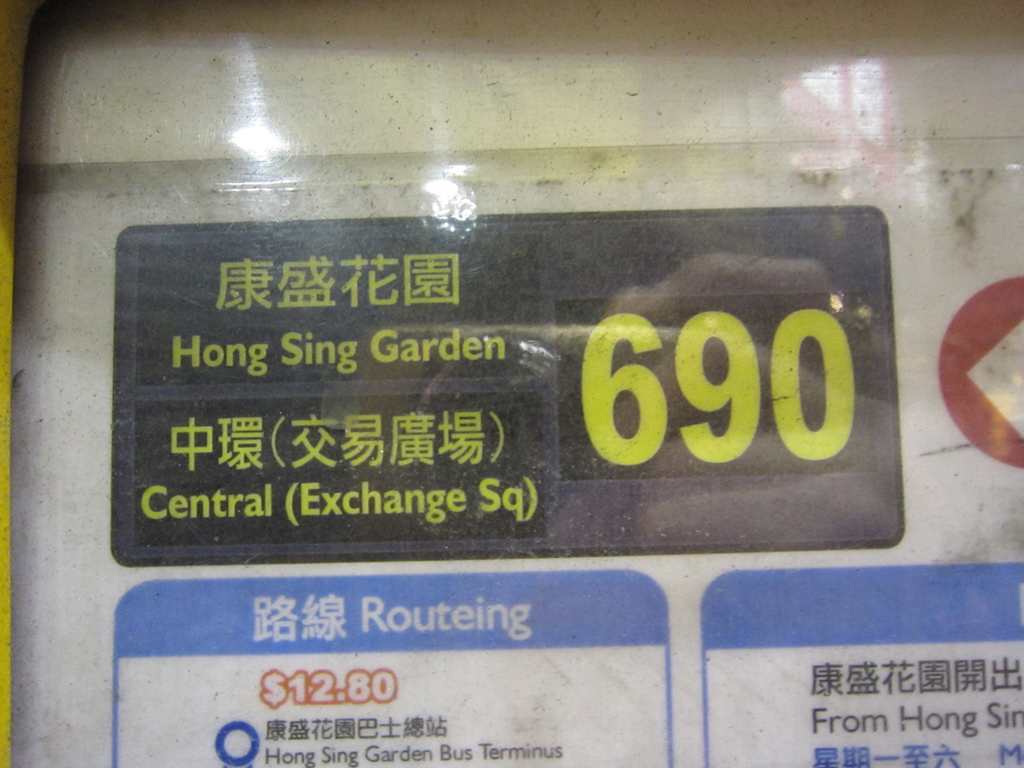 康盛花園
Hong Sing Garden
690
中環(交易廣場)
Central (Exchange Sq)
路線 Routeing
$12.80
康盛花園巴士總站
Hong Sing Garden Bus Terminus
康盛花園開出
From Hong Sin
星期一至六 M